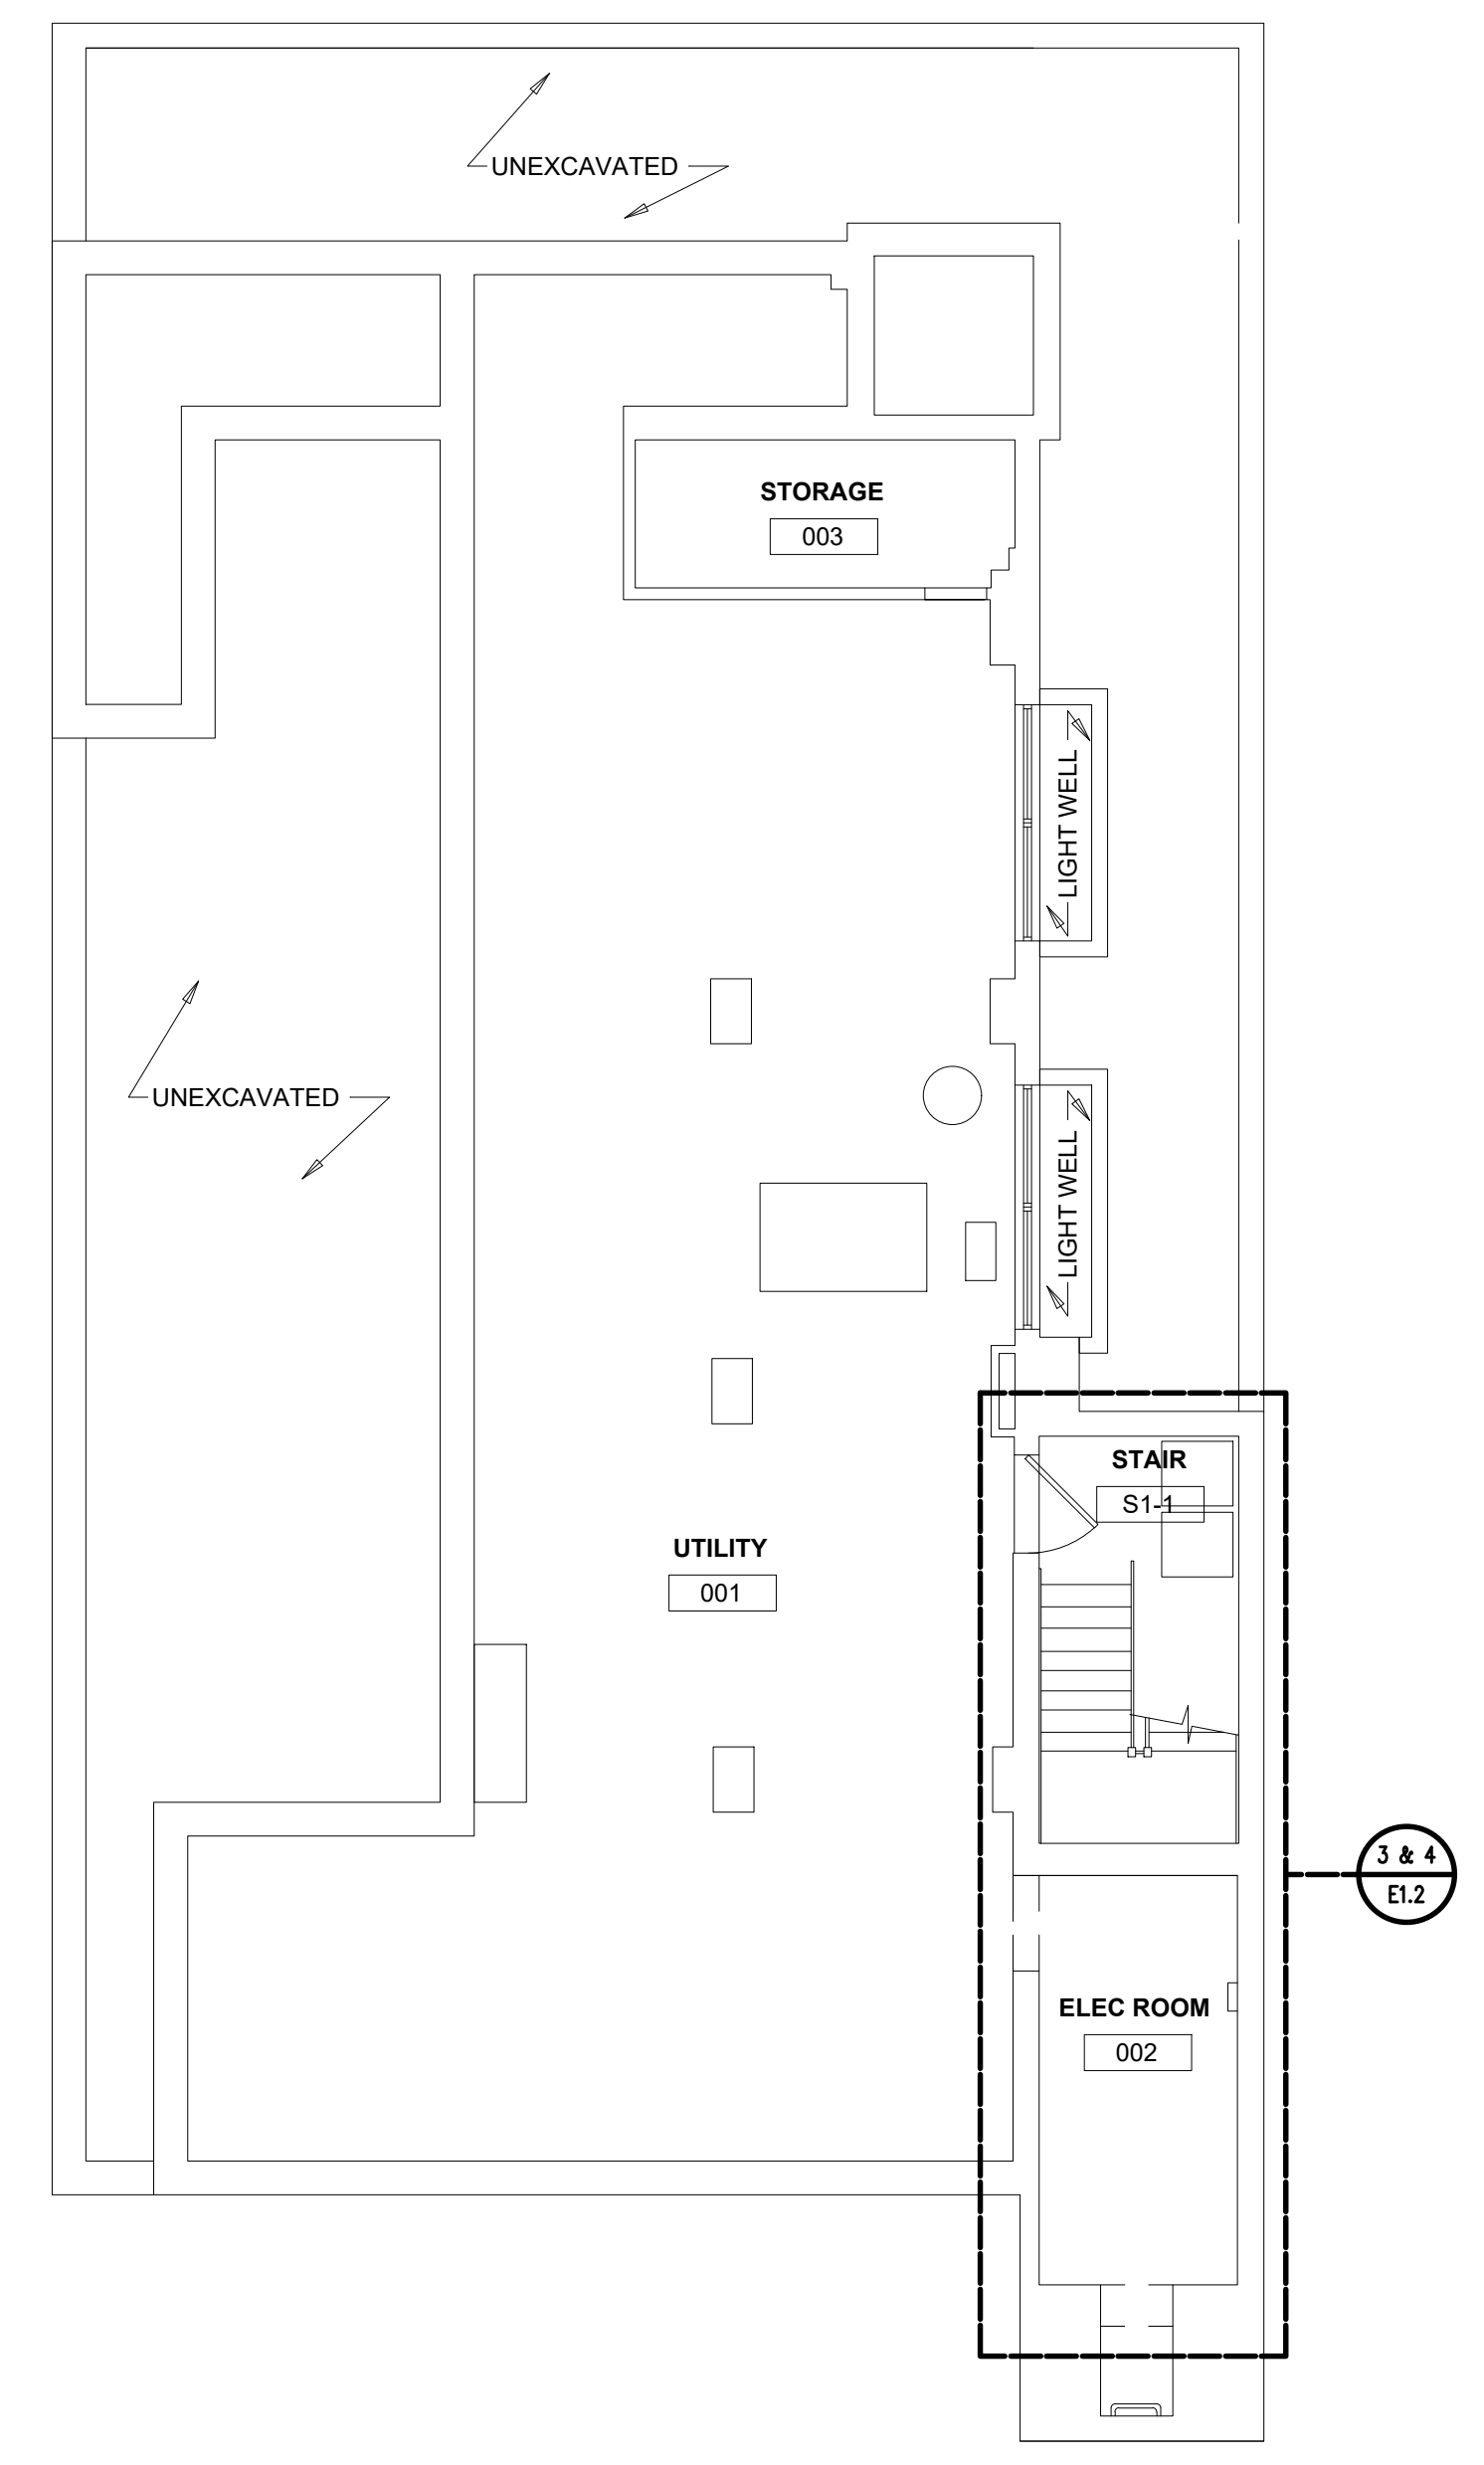 UNEXCAVATED
STORAGE
003
LIGHT WELL
UNEXCAVATED
LIGHT WELL
STAIR
S1-1
UTILITY
001
3 & 4
E1.2
ELEC ROOM
002